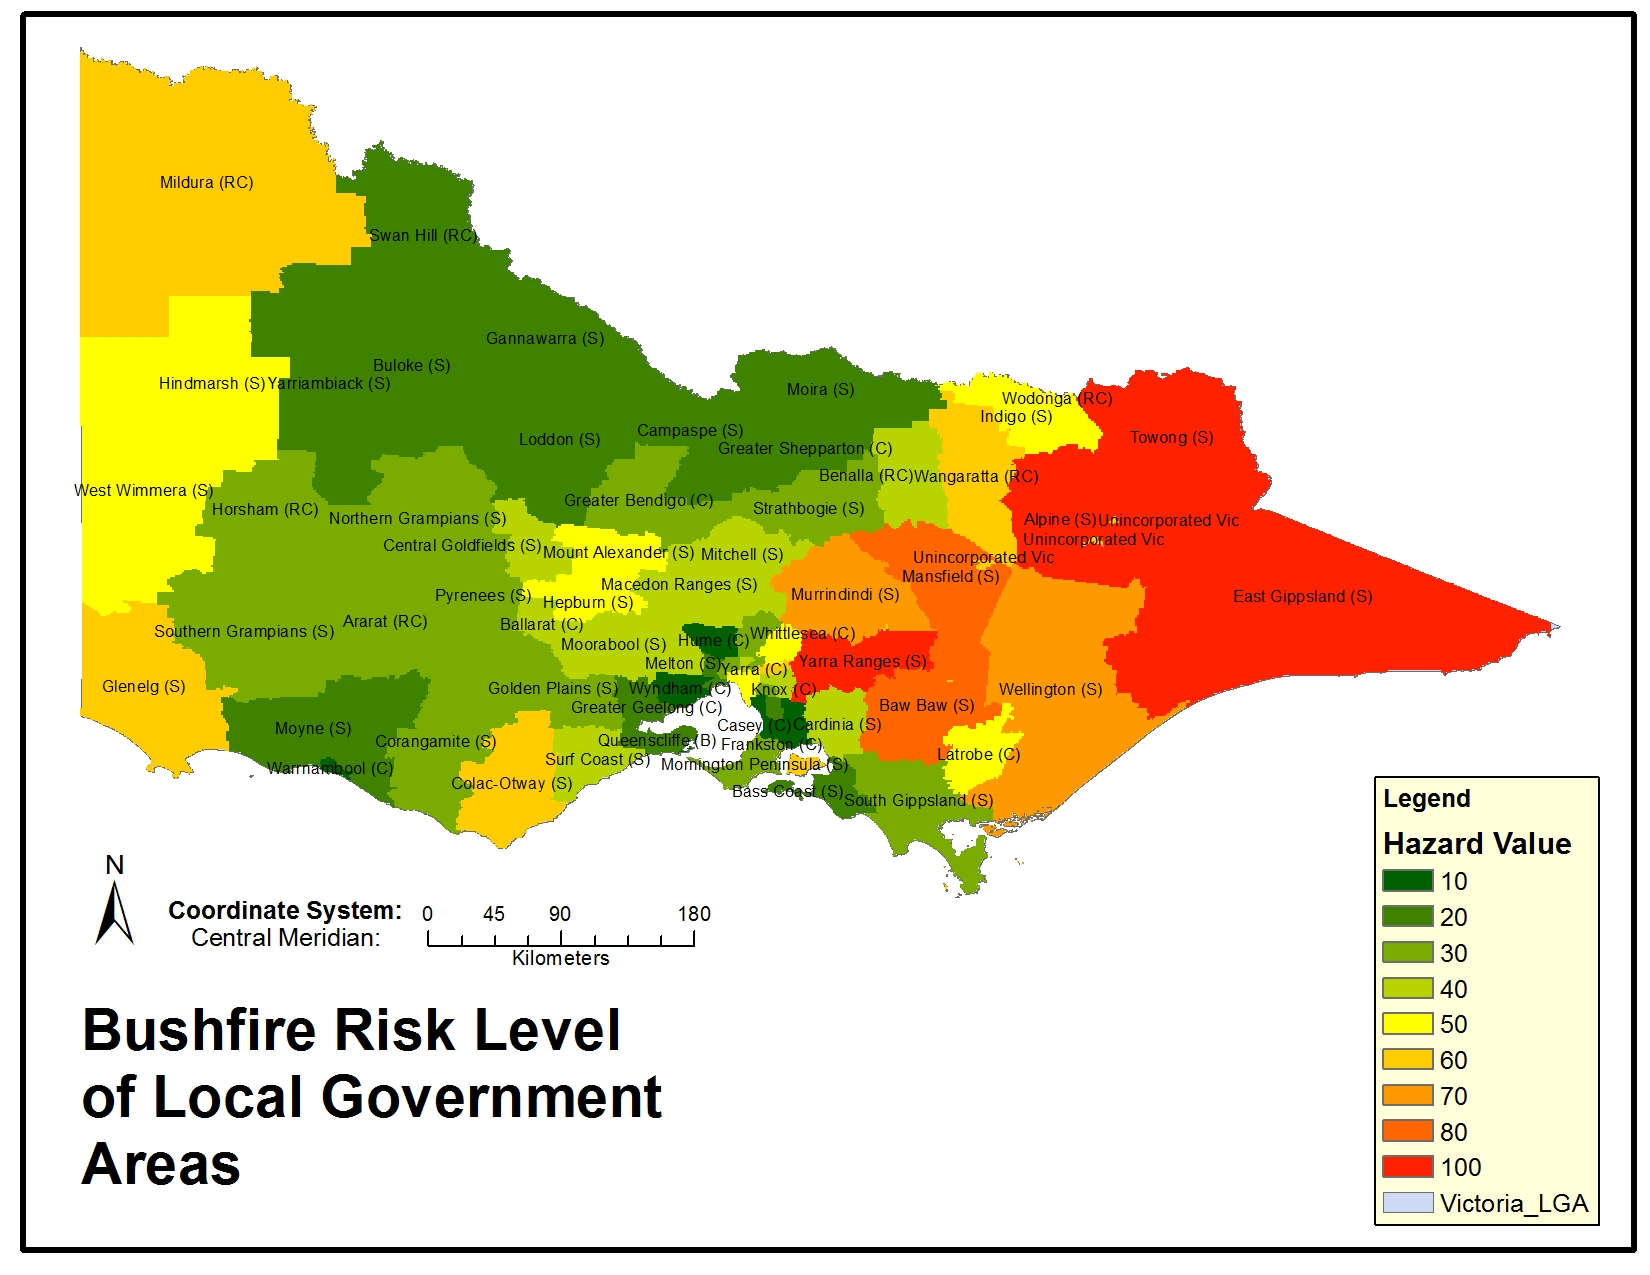 Mildura (RC)
Swan Hill (RC)
Gannawarra (S)
Buloke (S)
Hindmarsh (S)
Yarriambiack (S)
Moira (S)
Wodonga (RC)
Indigo (S)
Towong (S)
Campaspe (S)
Loddon (S)
Greater Shepparton (C)
Benalla (RC)
Wangaratta (RC)
West Wimmera (S)
Horsham (RC)
Greater Bendigo (C)
Strathbogie (S)
Northern Grampians (S)
Alpine (S)
Unincorporated Vic
Unincorporated Vic
Central Goldfields (S)
Mount Alexander (S)
Mitchell (S)
Unincorporated Vic
Mansfield (S)
Macedon Ranges (S)
Pyrenees (S)
Hepburn (S)
Murrindindi (S)
East Gippsland (S)
Southern Grampians (S)
Ararat (RC)
Ballarat (C)
Moorabool (S)
Hume (C)
Whittlesea (C)
Melton (S)
Yarra (C)
Yarra Ranges (S)
Glenelg (S)
Golden Plains (S)
Wyndham (C)
Knox (C)
Wellington (S)
Greater Geelong (C)
Baw Baw (S)
Moyne (S)
Casey (C)
Cardinia (S)
Corangamite (S)
Queenscliffe (B)
Frankston (C)
Latrobe (C)
Surf Coast (S)
Mornington Peninsula (S)
Warrnambool (C)
Colac-Otway (S)
Bass Coast (S)
South Gippsland (S)
N
Coordinate System:
Central Meridian:
0 45 90 180
Kilometers
Bushfire Risk Level
of Local Government
Areas
Legend
Hazard Value
10
20
30
40
50
60
70
80
100
Victoria_LGA